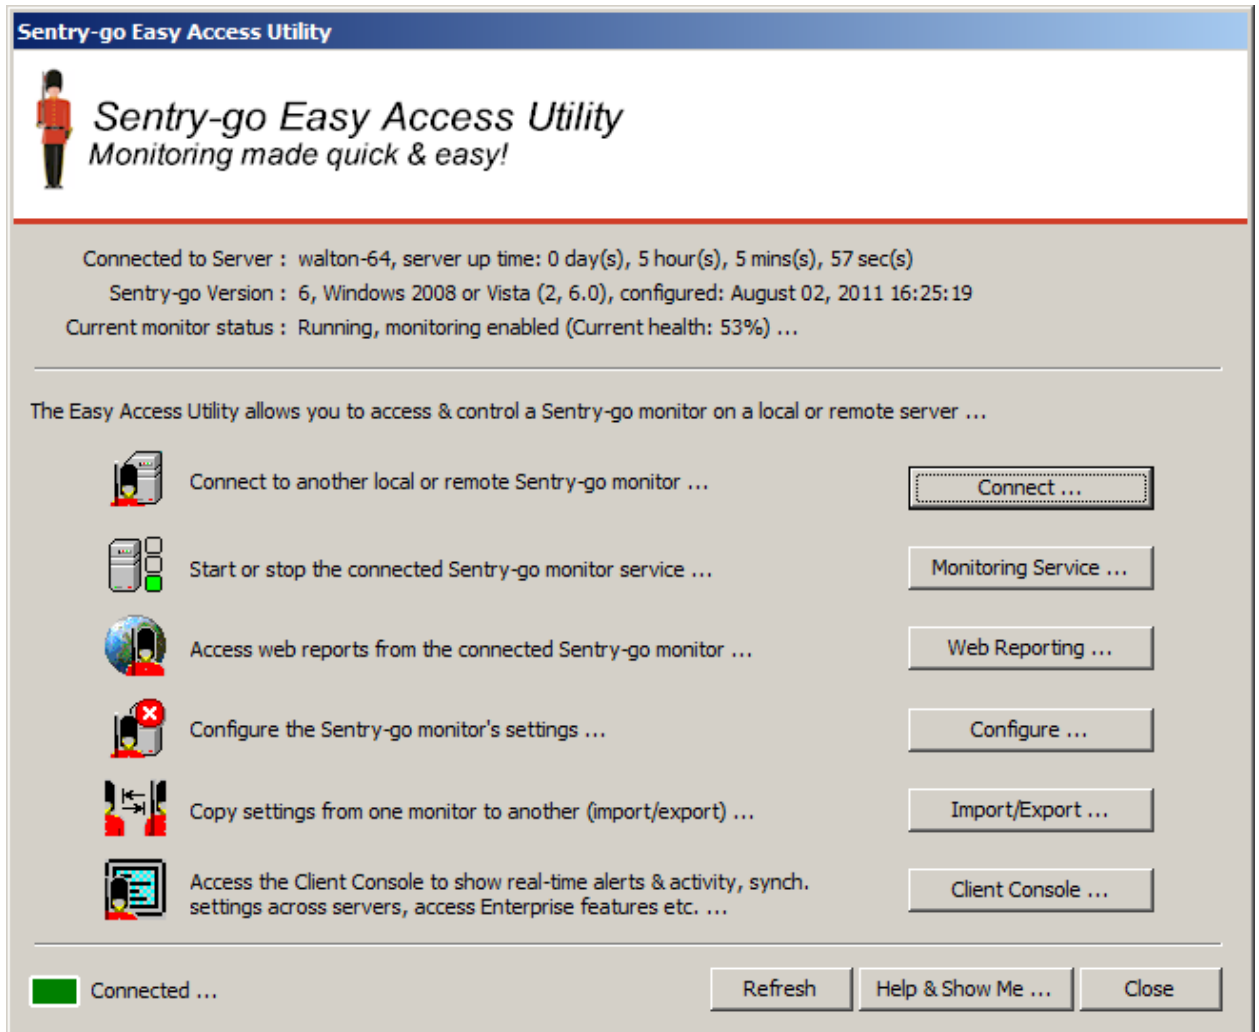 Sentry-go Easy Access Utility
Sentry-go Easy Access Utility
Monitoring made quick & easy!
Connected to Server : walton-64, server up time: 0 day(s), 5 hour(s), 5 mins(s), 57 sec(s)
Sentry-go Version : 6, Windows 2008 or Vista (2, 6.0), configured: August 02, 2011 16:25:19
Current monitor status : Running, monitoring enabled (Current health: 53%) ...
The Easy Access Utility allows you to access & control a Sentry-go monitor on a local or remote server ...
Connect to another local or remote Sentry-go monitor ... Connect ...
Start or stop the connected Sentry-go monitor service ... Monitoring Service ...
Access web reports from the connected Sentry-go monitor ... Web Reporting ...
Configure the Sentry-go monitor's settings ... Configure ...
Copy settings from one monitor to another (import/export) ... Import/Export ...
Access the Client Console to show real-time alerts & activity, synch.
settings across servers, access Enterprise features etc. ... Client Console ...
Connected ... Refresh Help & Show Me ... Close